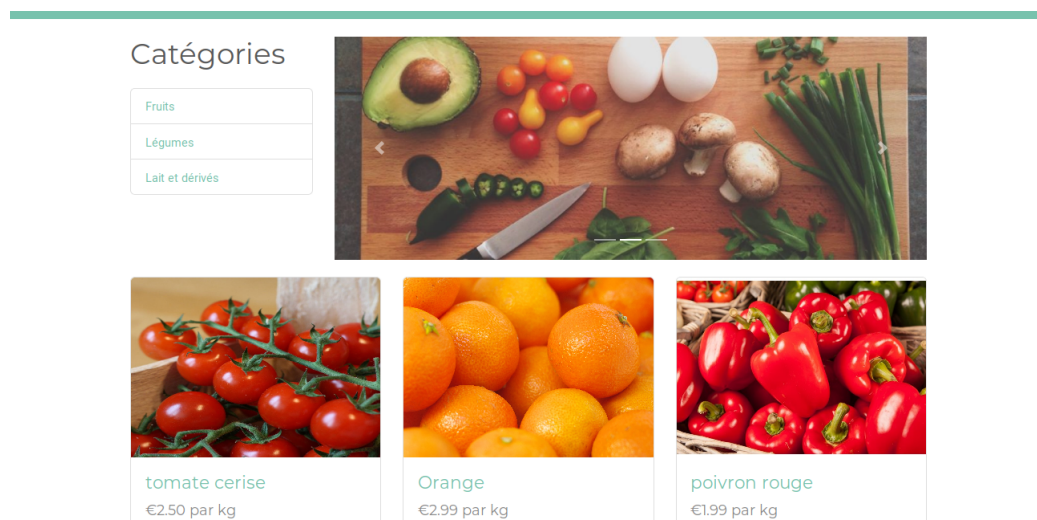 Catégories
Fruits
Légumes
Lait et dérivés
tomate cerise
€2.50 par kg
Orange
€2.99 par kg
poivron rouge
€1.99 par kg